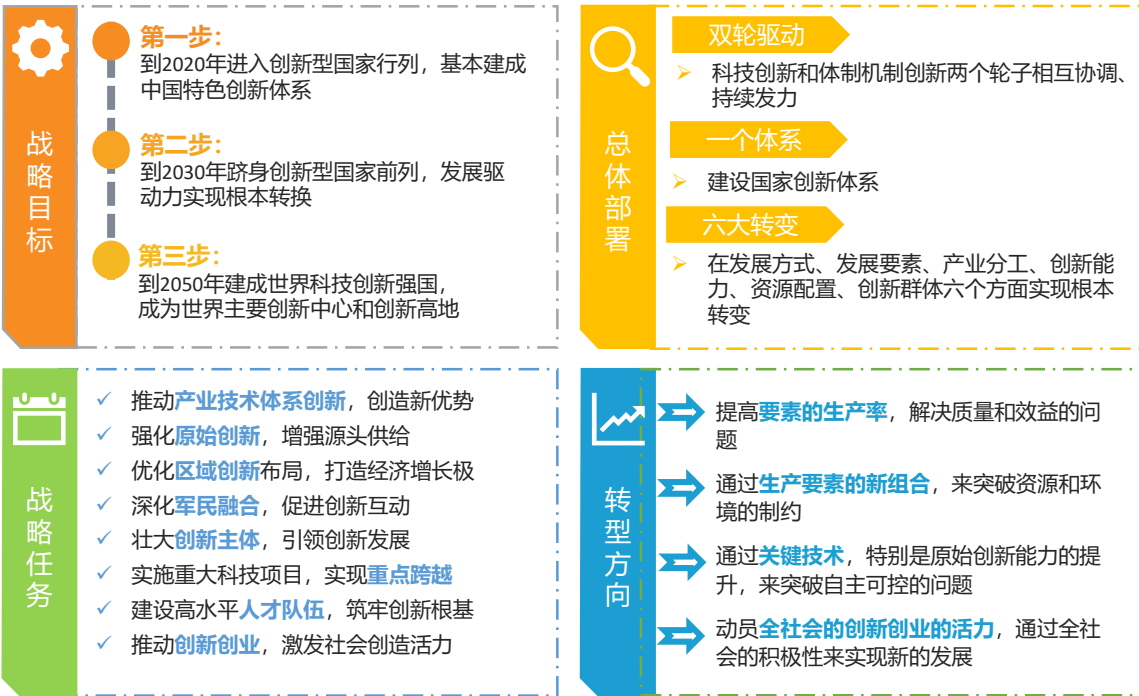 战略目标
第一步：
到2020年进入创新型国家行列，基本建成
中国特色创新体系
第二步：
到2030年跻身创新型国家前列，发展驱
动力实现根本转换
第三步：
到2050年建成世界科技创新强国，
成为世界主要创新中心和创新高地
总体部署
双轮驱动
科技创新和体制机制创新两个轮子相互协调、
持续发力
一个体系
建设国家创新体系
六大转变
在发展方式、发展要素、产业分工、创新能
力、资源配置、创新群体六个方面实现根本
转变
战略任务
推动产业技术体系创新，创造新优势
强化原始创新，增强源头供给
优化区域创新布局，打造经济增长极
深化军民融合，促进创新互动
壮大创新主体，引领创新发展
实施重大科技项目，实现重点跨越
建设高水平人才队伍，筑牢创新根基
推动创新创业，激发社会创造活力
转型方向
提高要素的生产率，解决质量和效益的问
题
通过生产要素的新组合，来突破资源和环
境的制约
通过关键技术，特别是原始创新能力的提
升，来突破自主可控的问题
动员全社会的创新创业的活力，通过全社
会的积极性来实现新的发展